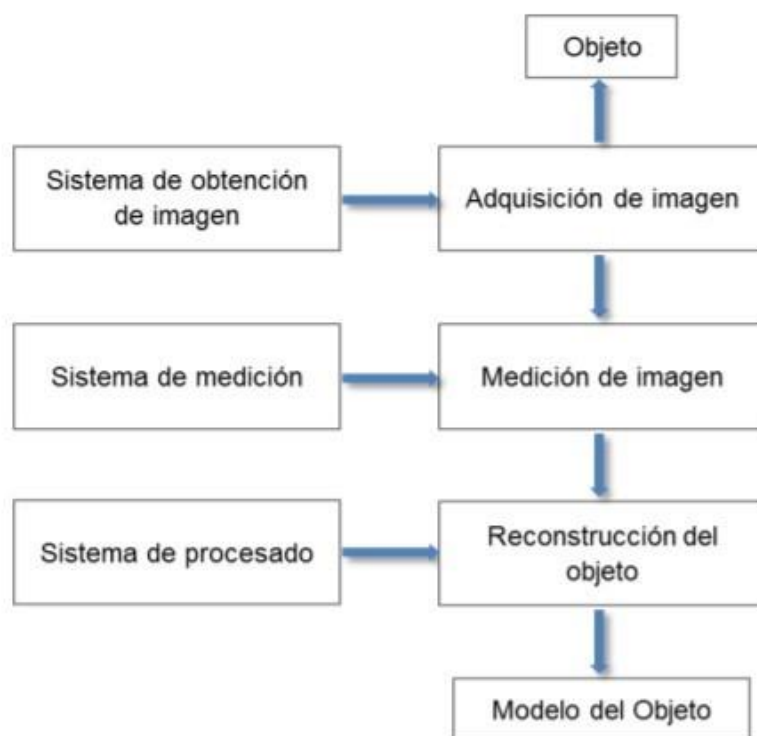 Objeto
Sistema de obtención
de imagen
Adquisición de imagen
Sistema de medición
Medición de imagen
Sistema de procesado
Reconstrucción del
objeto
Modelo del Objeto